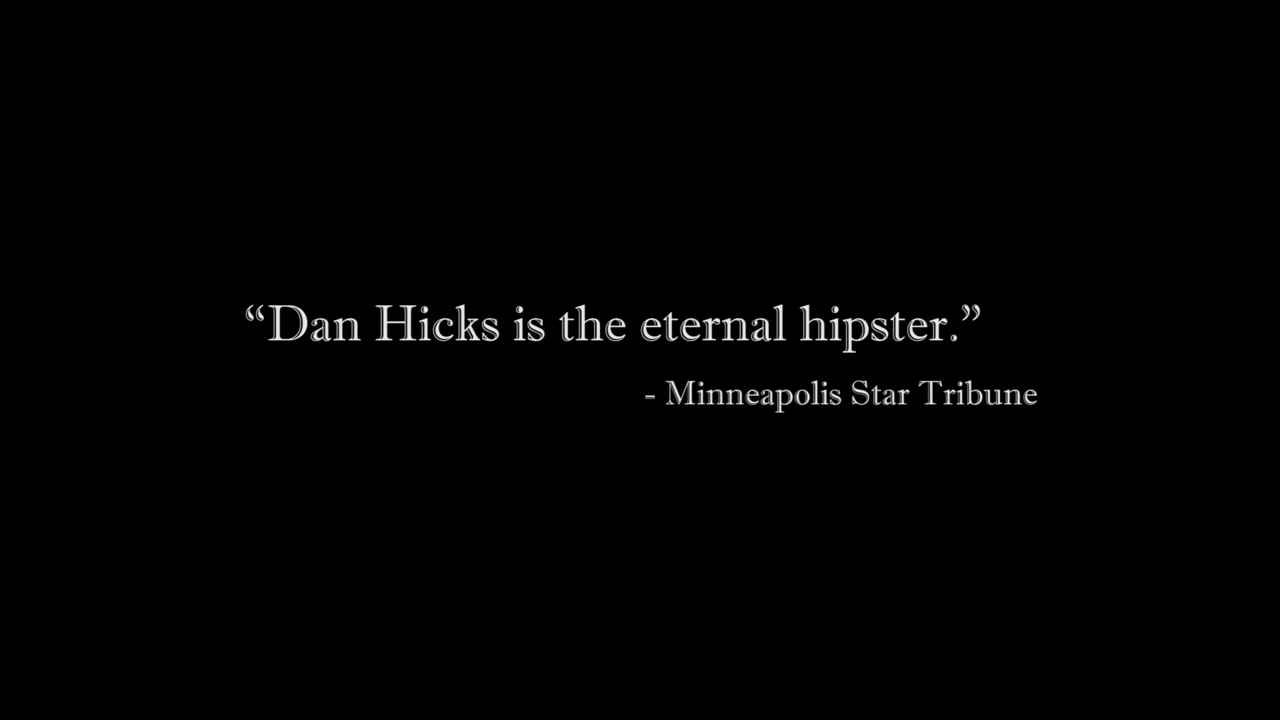 “Dan Hicks is the eternal hipster.”
- Minneapolis Star Tribune